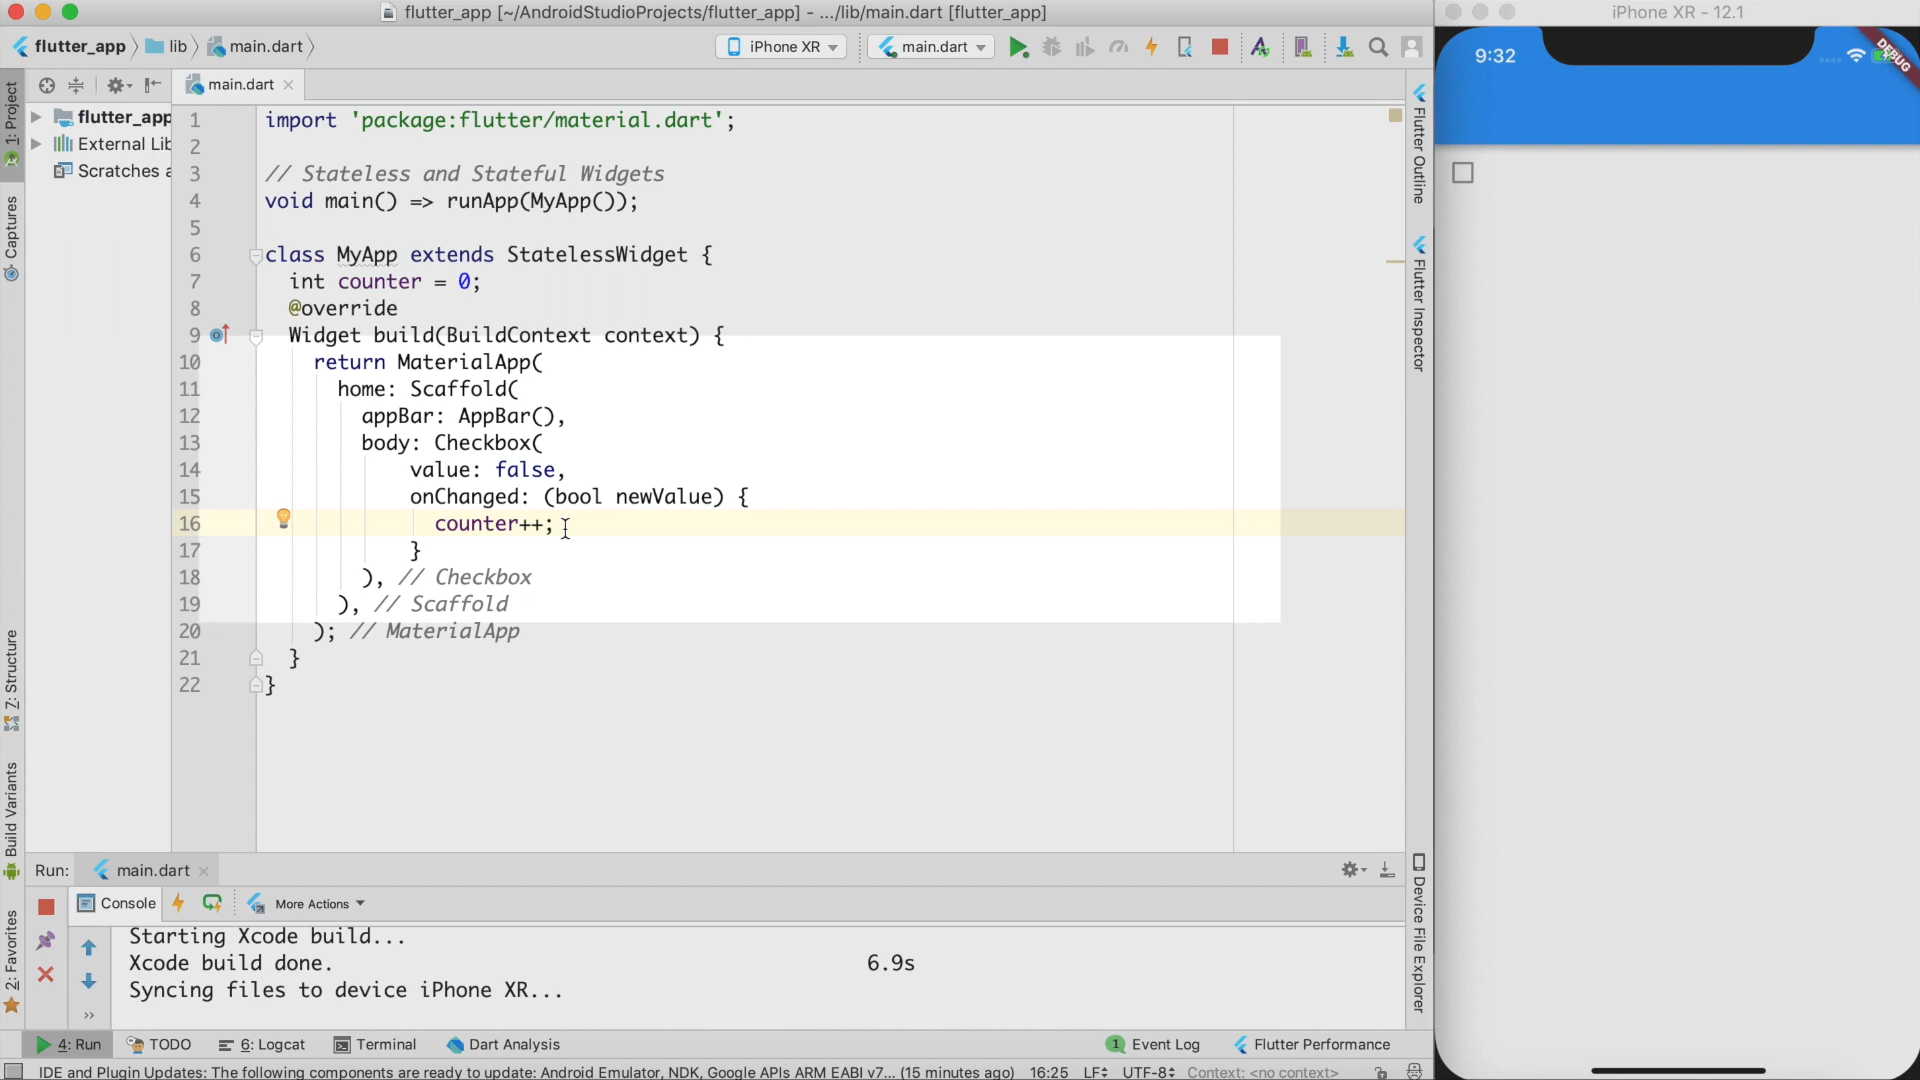 flutter_app [~/AndroidStudioProjects/flutter_app] - .../lib/main.dart [flutter_app]
iPhone XR - 12.1
flutter_app
lib
main.dart
iPhone XR
main.dart
9:32
DEBUG
1: Project
Captures
Z: Structure
Build Variants
2: Favorites
flutter_app
External Lib
Scratches a
main.dart
1 import 'package:flutter/material.dart';
2
3 // Stateless and Stateful Widgets
4 void main() => runApp(MyApp());
5
6 class MyApp extends StatelessWidget {
7 int counter = 0;
8 @override
9 Widget build(BuildContext context) {
10 return MaterialApp(
11 home: Scaffold(
12 appBar: AppBar(),
13 body: Checkbox(
14 value: false,
15 onChanged: (bool newValue) {
16 counter++;
17 }
18 ), // Checkbox
19 ), // Scaffold
20 ); // MaterialApp
21 }
22 }
Flutter Outline
Flutter Inspector
Device File Explorer
Run: main.dart
Console
More Actions
Starting Xcode build...
Xcode build done. 6.9s
Syncing files to device iPhone XR...
4: Run
TODO
6: Logcat
Terminal
Dart Analysis
1 Event Log
Flutter Performance
IDE and Plugin Updates: The following components are ready to update: Android Emulator, NDK, Google APIs ARM EABI v7... (15 minutes ago) 16:25 LF UTF-8 Context: <no context>